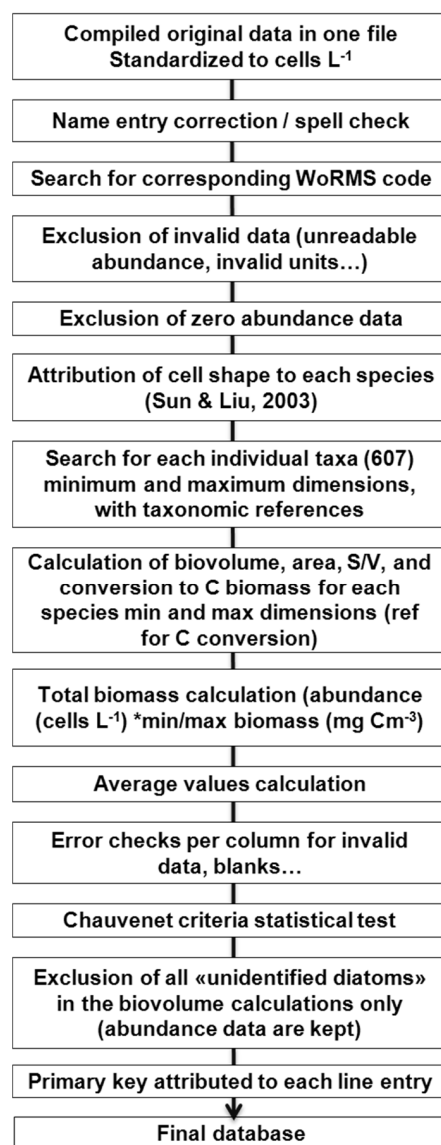 Compiled original data in one file
Standardized to cells L⁻¹
Name entry correction / spell check
Search for corresponding WoRMS code
Exclusion of invalid data (unreadable
abundance, invalid units…)
Exclusion of zero abundance data
Attribution of cell shape to each species
(Sun & Liu, 2003)
Search for each individual taxa (607)
minimum and maximum dimensions,
with taxonomic references
Calculation of biovolume, area, S/V, and
conversion to C biomass for each
species min and max dimensions (ref
for C conversion)
Total biomass calculation (abundance
(cells L⁻¹) *min/max biomass (mg Cm⁻³)
Average values calculation
Error checks per column for invalid
data, blanks…
Chauvenet criteria statistical test
Exclusion of all «unidentified diatoms»
in the biovolume calculations only
(abundance data are kept)
Primary key attributed to each line entry
Final database